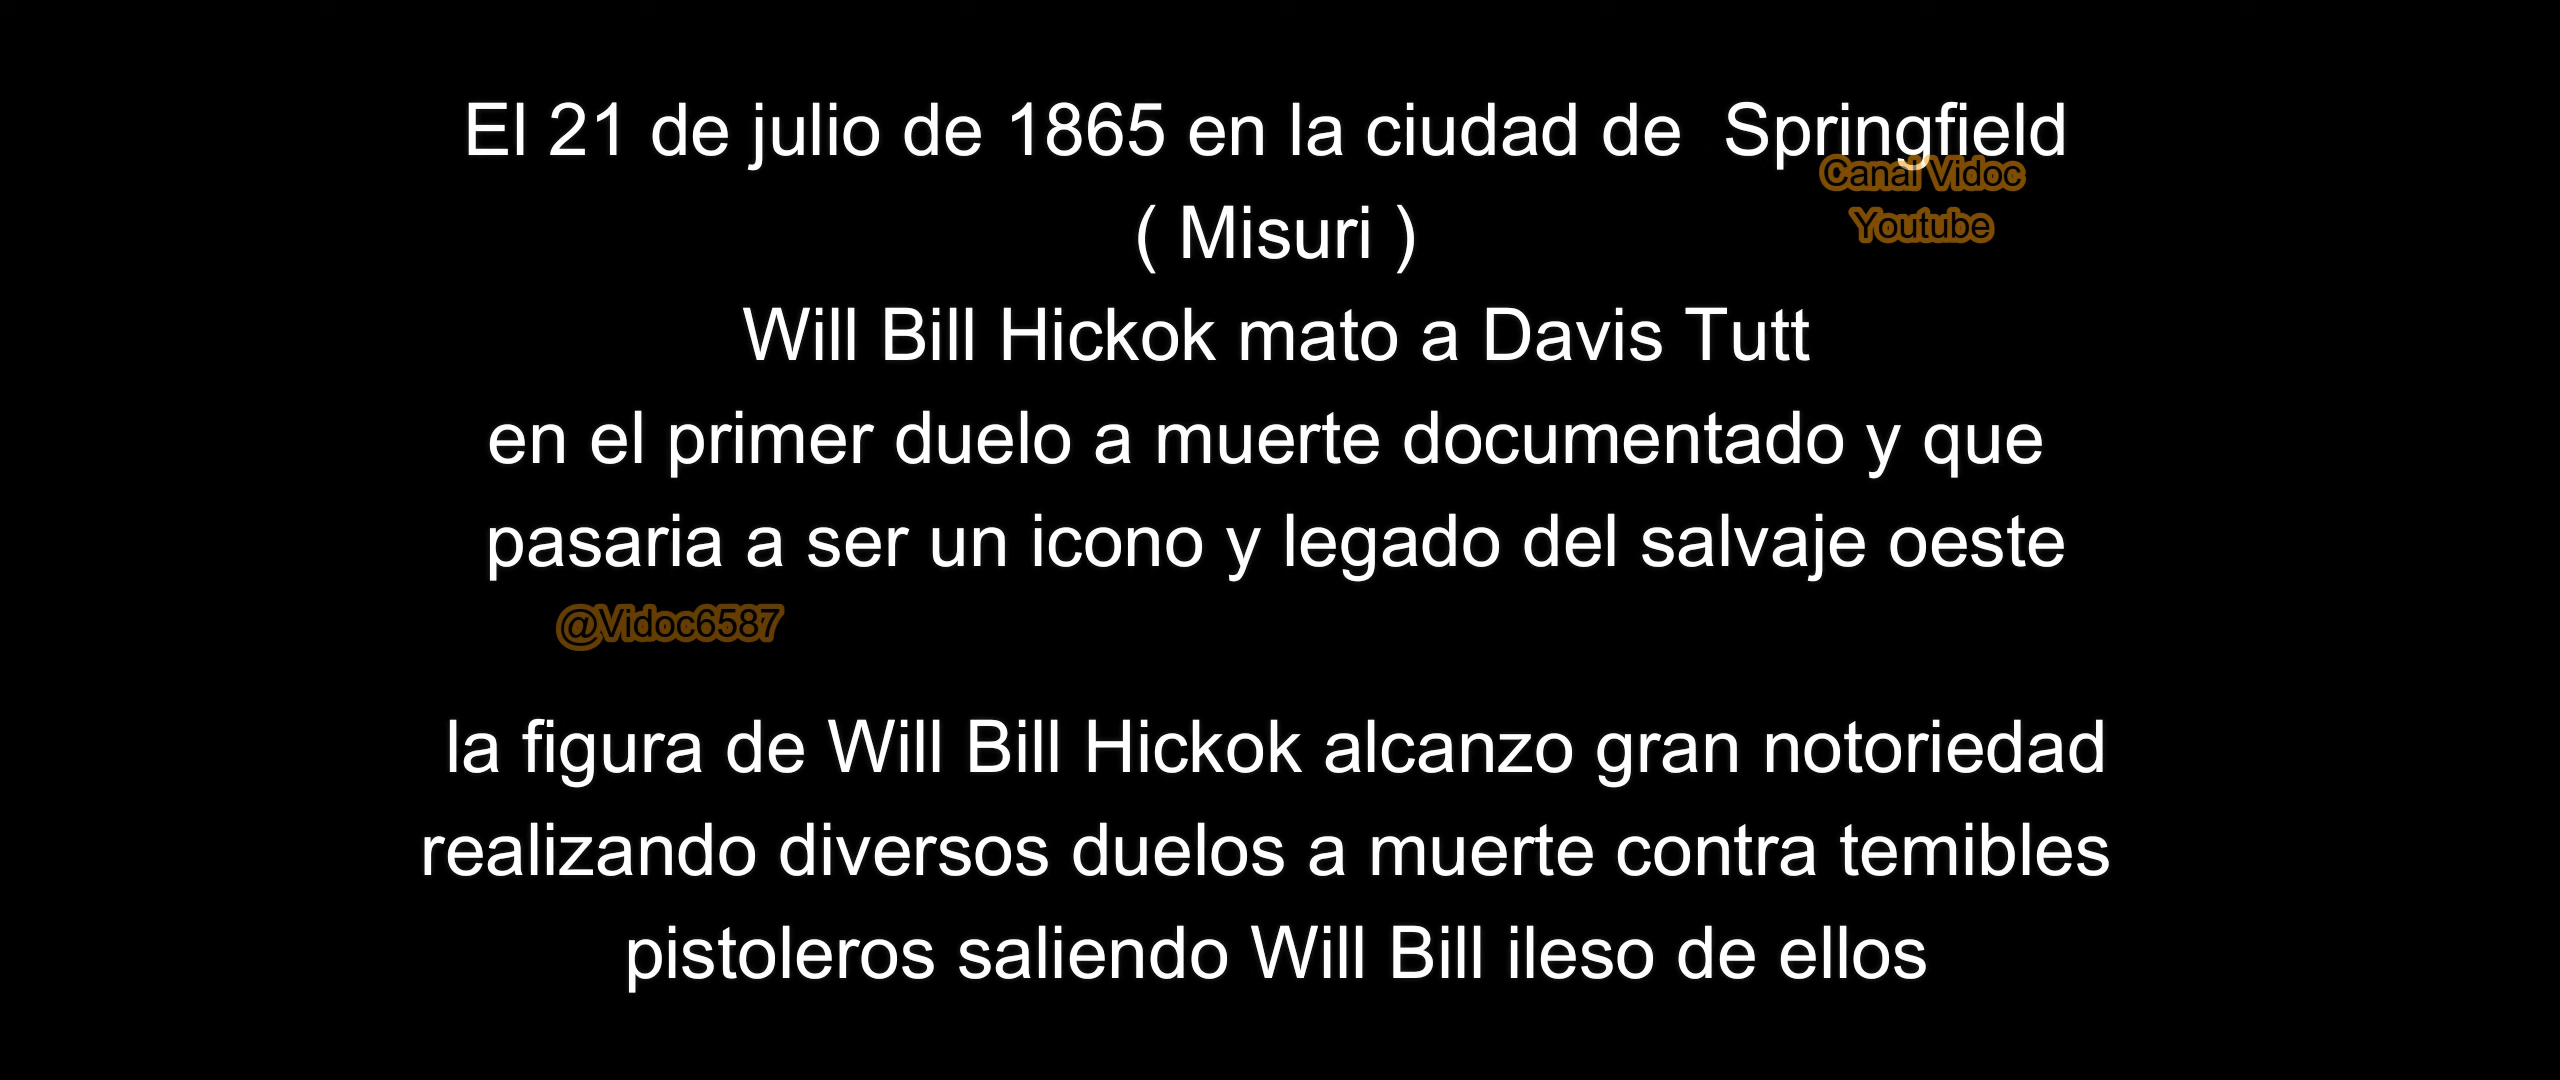 El 21 de julio de 1865 en la ciudad de  Springfield
Canal Vidoc
Youtube
( Misuri )
Will Bill Hickok mato a Davis Tutt
en el primer duelo a muerte documentado y que
pasaria a ser un icono y legado del salvaje oeste
@Vidoc6587
la figura de Will Bill Hickok alcanzo gran notoriedad
realizando diversos duelos a muerte contra temibles
pistoleros saliendo Will Bill ileso de ellos